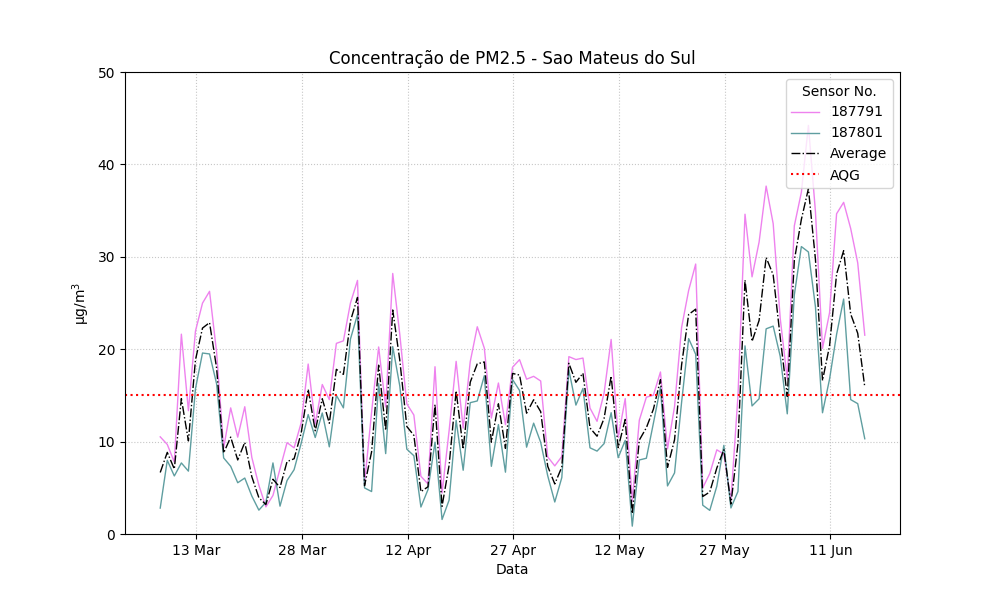 Concentração de PM2.5 - Sao Mateus do Sul
µg/m³
50
40
30
20
10
0
13 Mar
28 Mar
12 Apr
27 Apr
12 May
27 May
11 Jun
Data
Sensor No.
187791
187801
Average
AQG